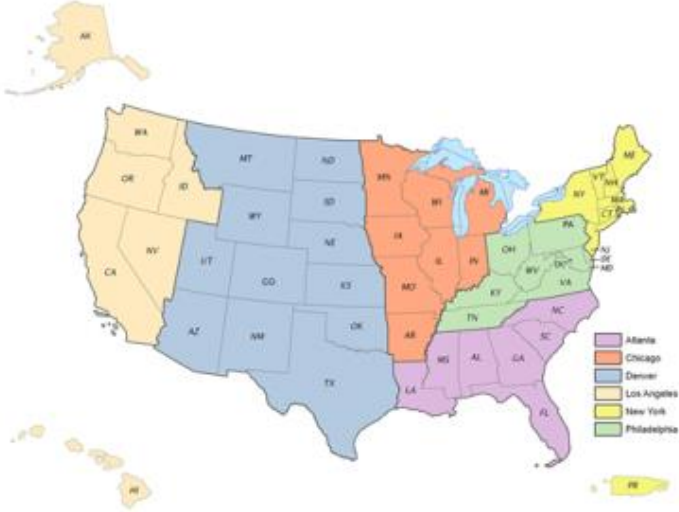 AK
WA
MT
ND
OR
ID
MN
WI
MI
ME
VT
NH
NY
MA
CT
RI
SD
WY
IA
NE
PA
NJ
DE
MD
OH
NV
UT
CO
KS
CA
IL
IN
WV
DC
VA
MO
KY
NC
TN
AZ
NM
OK
AR
SC
MS
AL
GA
TX
LA
FL
HI
PR
Atlanta
Chicago
Denver
Los Angeles
New York
Philadelphia